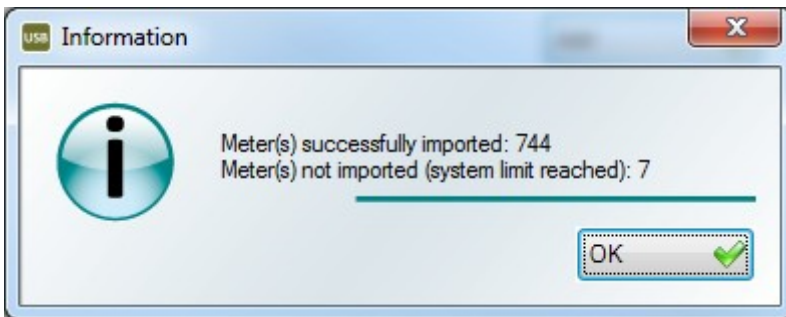 USB Information
Meter(s) successfully imported: 744
Meter(s) not imported (system limit reached): 7
OK